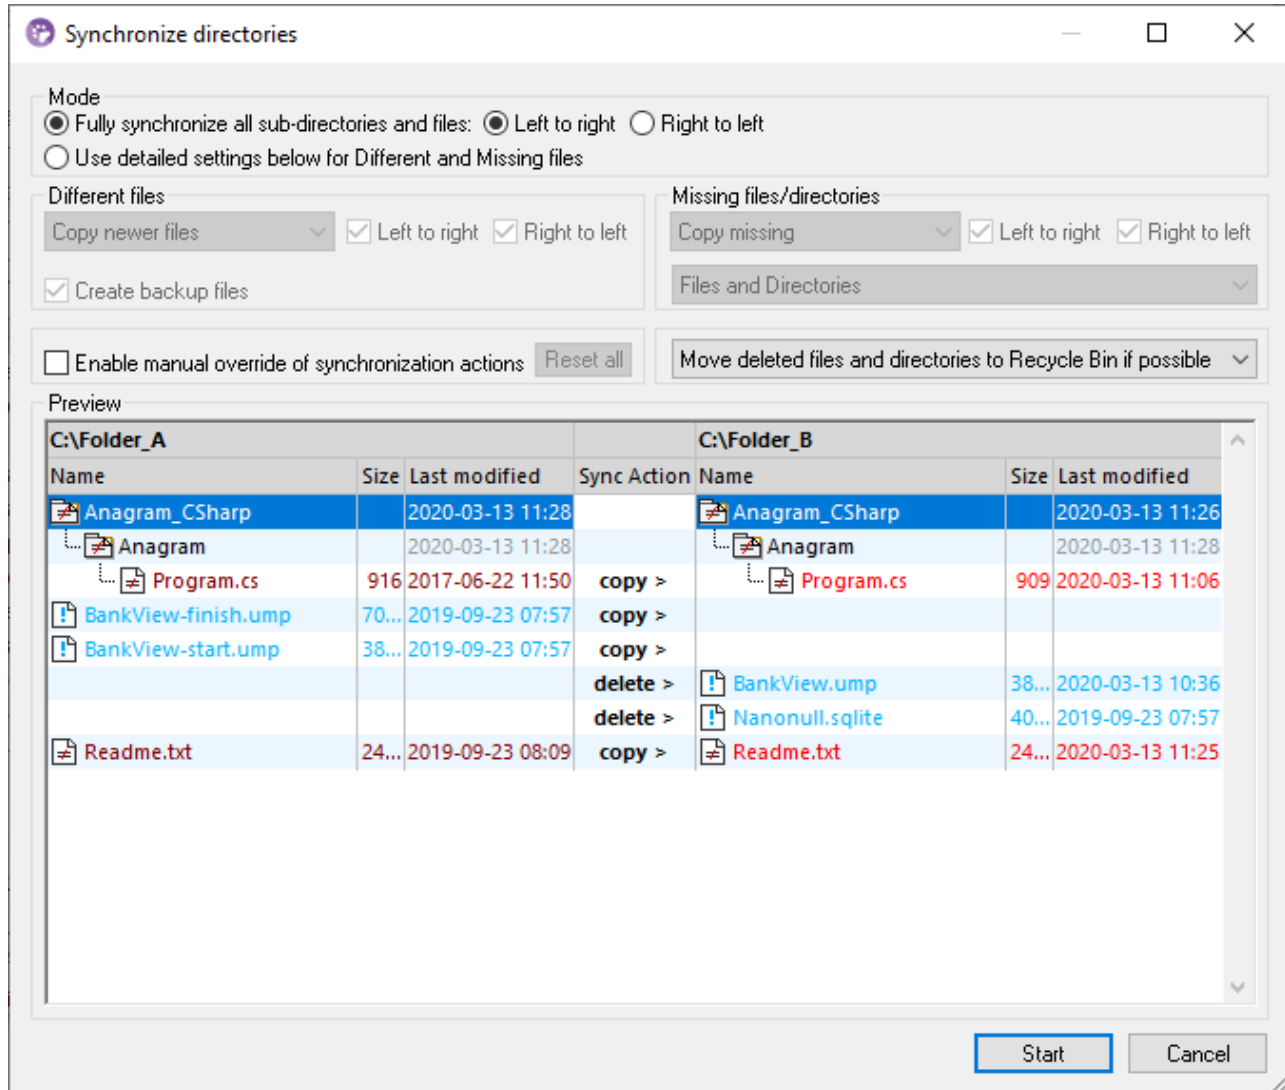 Synchronize directories
Mode
Fully synchronize all sub-directories and files: Left to right Right to left
Use detailed settings below for Different and Missing files
Different files Missing files/directories
Copy newer files Left to right Right to left Copy missing Left to right Right to left
Create backup files Files and Directories
Enable manual override of synchronization actions Reset all Move deleted files and directories to Recycle Bin if possible
Preview
C:\Folder_A C:\Folder_B
Name Size Last modified Sync Action Name Size Last modified
Anagram_CSharp 2020-03-13 11:28 Anagram_CSharp 2020-03-13 11:26
Anagram 2020-03-13 11:28 Anagram 2020-03-13 11:28
Program.cs 916 2017-06-22 11:50 copy > Program.cs 909 2020-03-13 11:06
BankView-finish.ump 70... 2019-09-23 07:57 copy >
BankView-start.ump 38... 2019-09-23 07:57 copy >
delete > BankView.ump 38... 2020-03-13 10:36
delete > Nanonull.sqlite 40... 2019-09-23 07:57
Readme.txt 24... 2019-09-23 08:09 copy > Readme.txt 24... 2020-03-13 11:25
Start Cancel